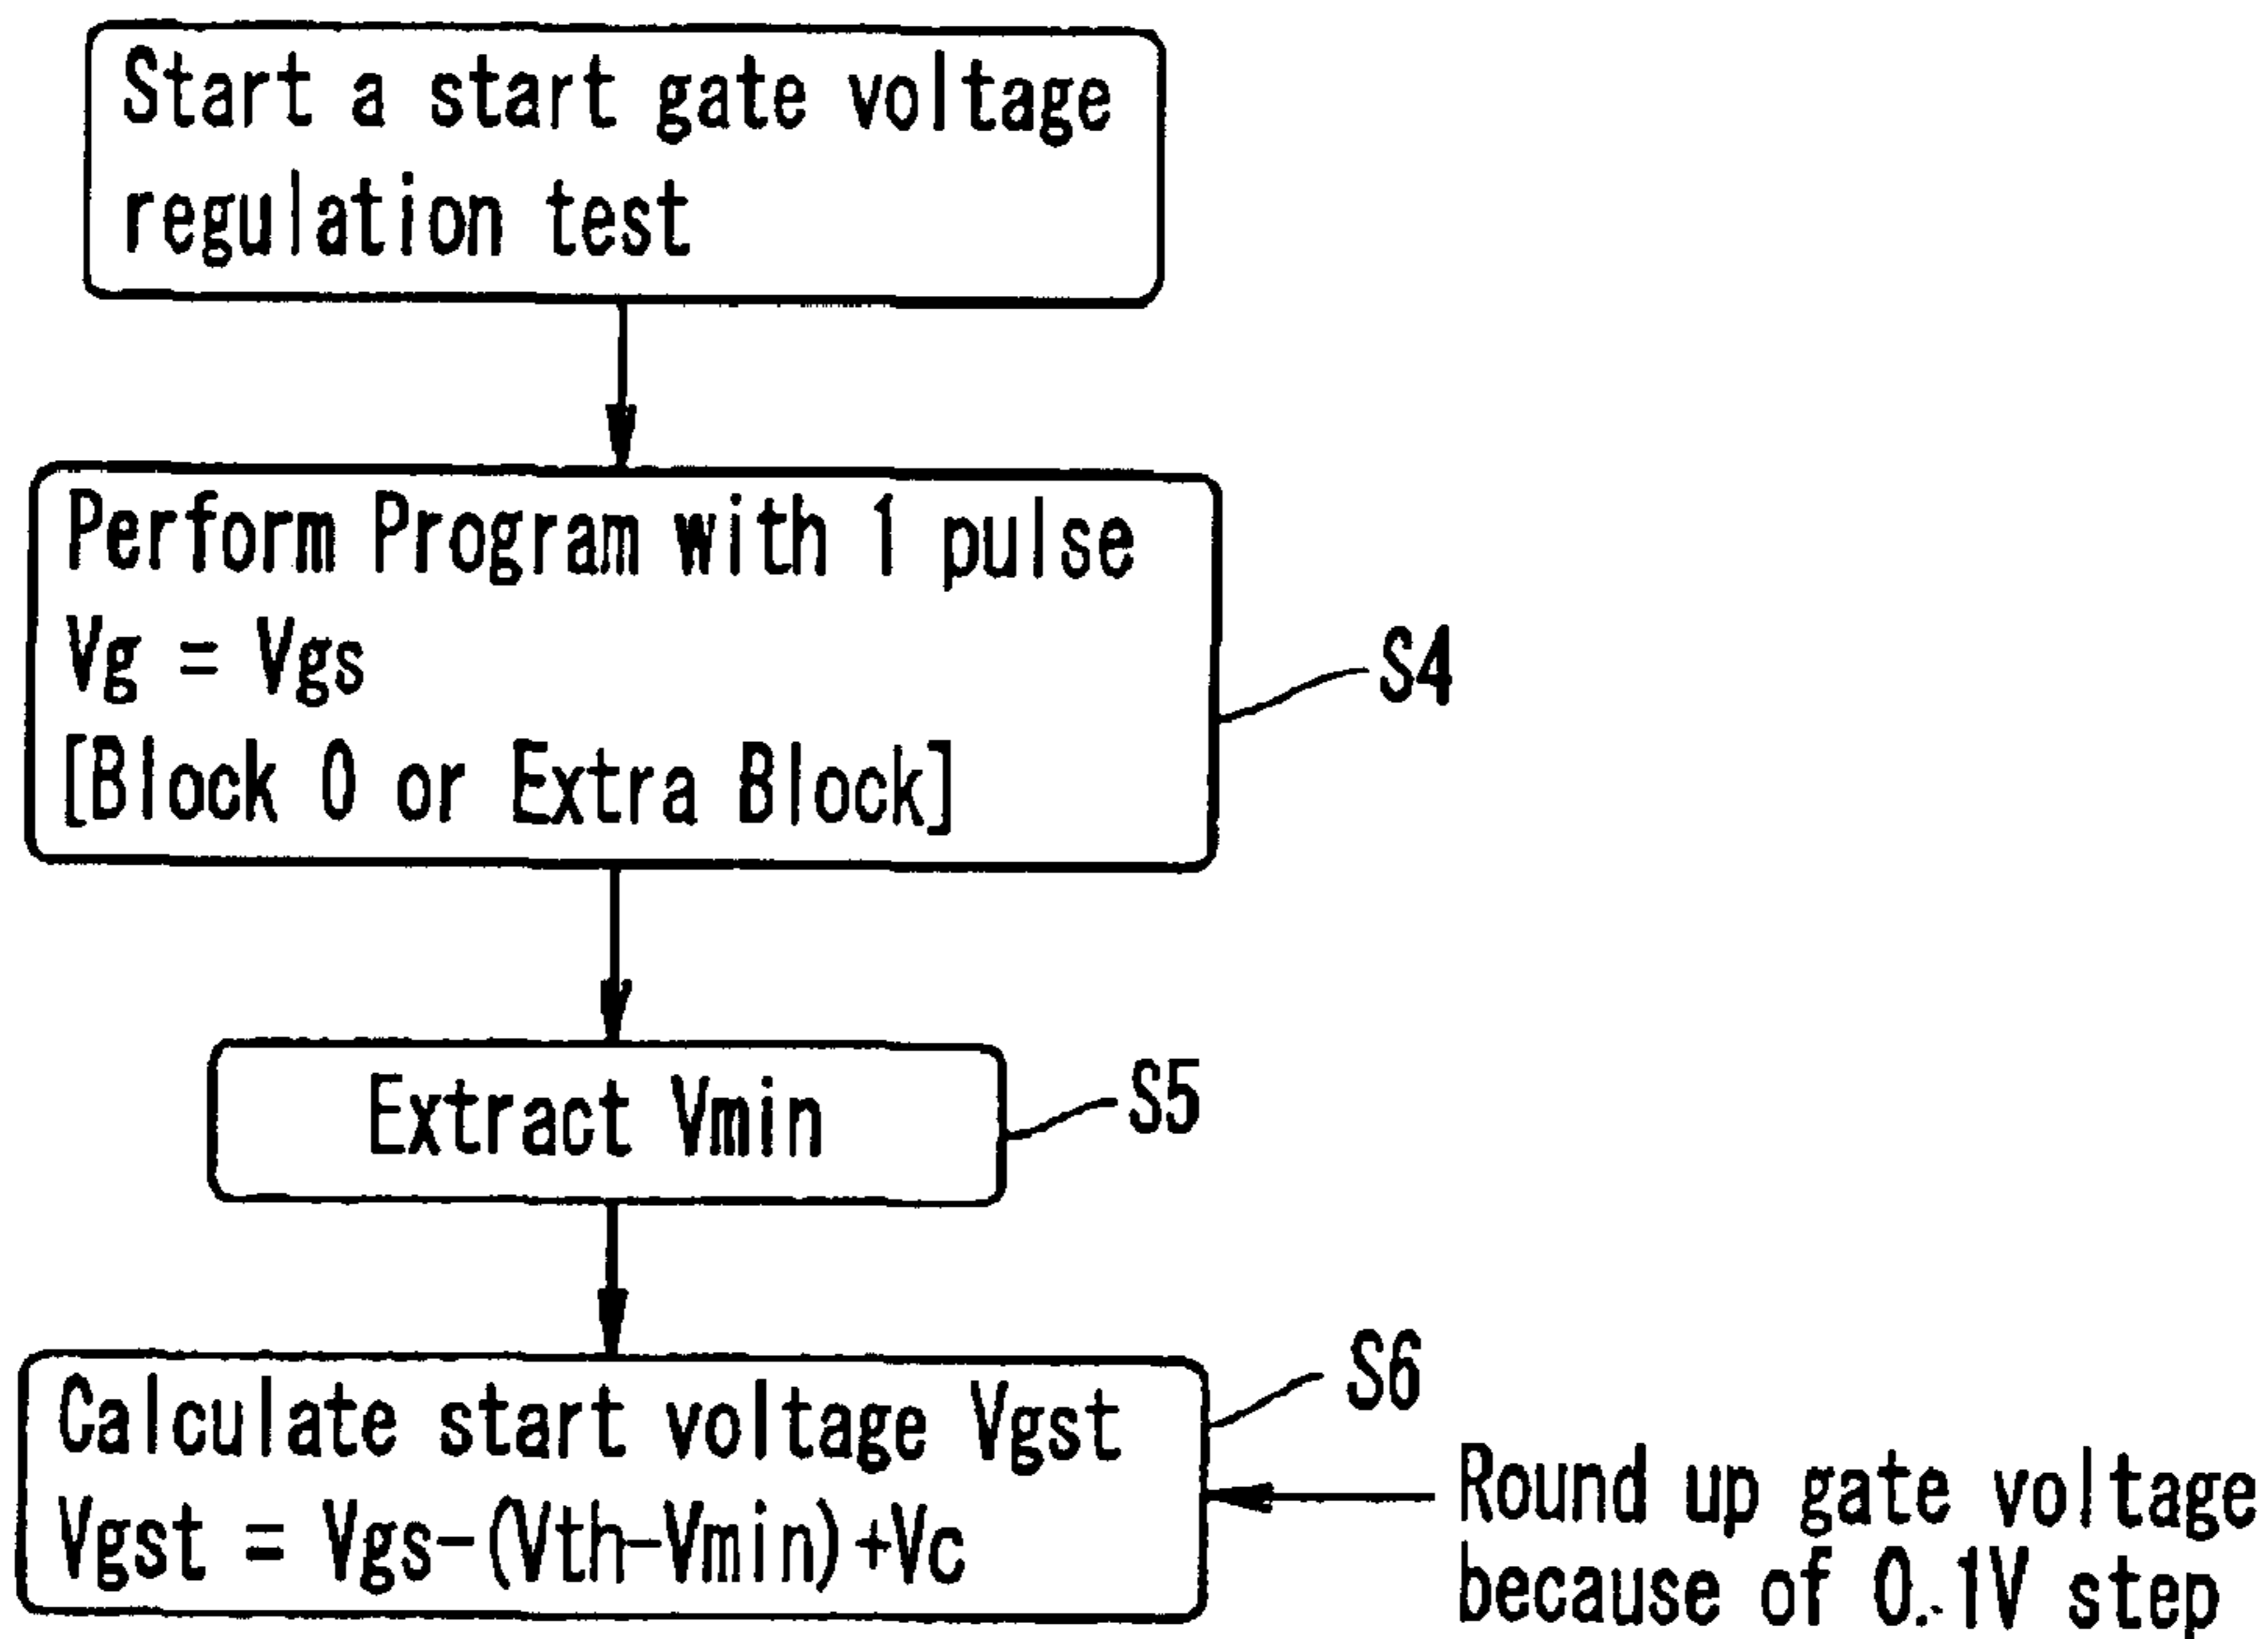 Start a start gate voltage
regulation test
Perform Program with 1 pulse
Vg = Vgs
[Block 0 or Extra Block]
S4
Extract Vmin
S5
S6
Calculate start voltage Vgst
Vgst = Vgs-(Vth-Vmin)+Vc
Round up gate voltage
because of 0.1V step